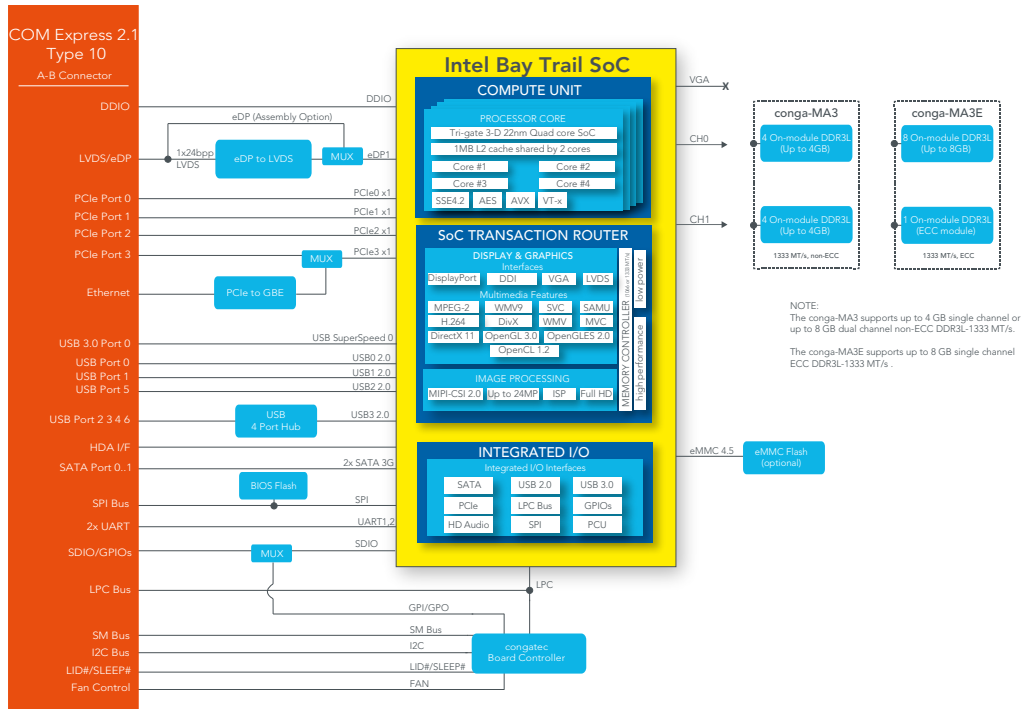 COM Express 2.1
Type 10
A-B Connector
DDIO
LVDS/eDP
PCIe Port 0
PCIe Port 1
PCIe Port 2
PCIe Port 3
Ethernet
USB 3.0 Port 0
USB Port 0
USB Port 1
USB Port 5
USB Port 2 3 4 6
HDA I/F
SATA Port 0..1
SPI Bus
2x UART
SDIO/GPIOs
LPC Bus
SM Bus
I2C Bus
LID#/SLEEP#
Fan Control
DDIO
eDP (Assembly Option)
1x24bpp
LVDS
eDP to LVDS
MUX
eDP1
PCIe0 x1
PCIe1 x1
PCIe2 x1
PCIe3 x1
MUX
PCIe to GBE
USB SuperSpeed 0
USB0 2.0
USB1 2.0
USB2 2.0
USB
4 Port Hub
USB3 2.0
2x SATA 3G
BIOS Flash
SPI
UART1,2
SDIO
MUX
LPC
GPI/GPO
SM Bus
I2C
LID#/SLEEP#
FAN
congatec
Board Controller
Intel Bay Trail SoC
COMPUTE UNIT
PROCESSOR CORE
Tri-gate 3-D 22nm Quad core SoC
1MB L2 cache shared by 2 cores
Core #1 Core #2
Core #3 Core #4
SSE4.2 AES AVX VT-x
SoC TRANSACTION ROUTER
DISPLAY & GRAPHICS
Interfaces
DisplayPort DDI VGA LVDS
Multimedia Features
MPEG-2 WMV9 SVC SAMU
H.264 DivX WMV MVC
DirectX 11 OpenGL 3.0 OpenGLES 2.0
OpenCL 1.2
IMAGE PROCESSING
MIPI-CSI 2.0 Up to 24MP ISP Full HD
MEMORY CONTROLLER
low power
high performance
INTEGRATED I/O
Integrated I/O Interfaces
SATA USB 2.0 USB 3.0
PCIe LPC Bus GPIOs
HD Audio SPI PCU
VGA
X
CH0
CH1
eMMC 4.5
eMMC Flash
(optional)
conga-MA3
4 On-module DDR3L
(Up to 4GB)
4 On-module DDR3L
(Up to 4GB)
1333 MT/s, non-ECC
conga-MA3E
8 On-module DDR3L
(Up to 8GB)
1 On-module DDR3L
(ECC module)
1333 MT/s, ECC
NOTE:
The conga-MA3 supports up to 4 GB single channel or
up to 8 GB dual channel non-ECC DDR3L-1333 MT/s.
The conga-MA3E supports up to 8 GB single channel
ECC DDR3L-1333 MT/s .